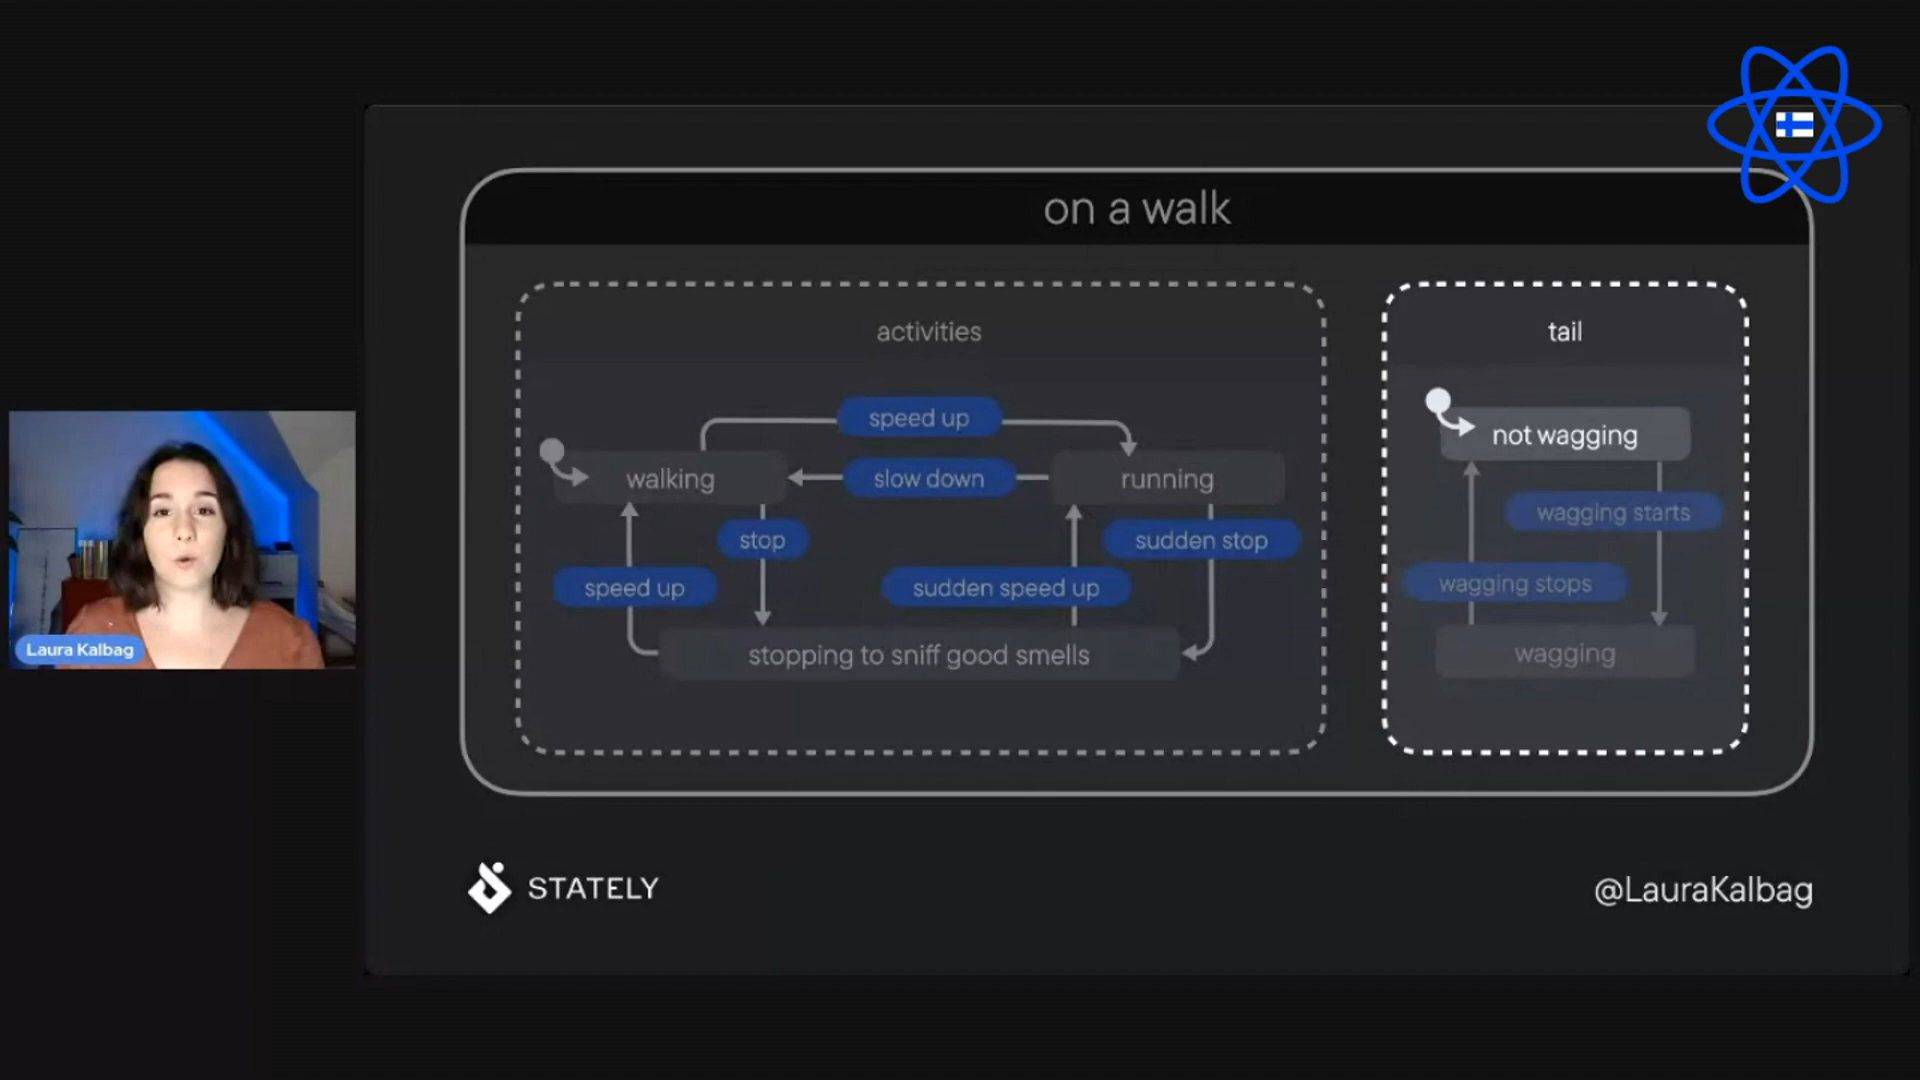 on a walk
activities
speed up
walking
slow down
running
stop
sudden stop
speed up
sudden speed up
stopping to sniff good smells
tail
not wagging
wagging starts
wagging stops
wagging
Laura Kalbag
STATELY
@LauraKalbag